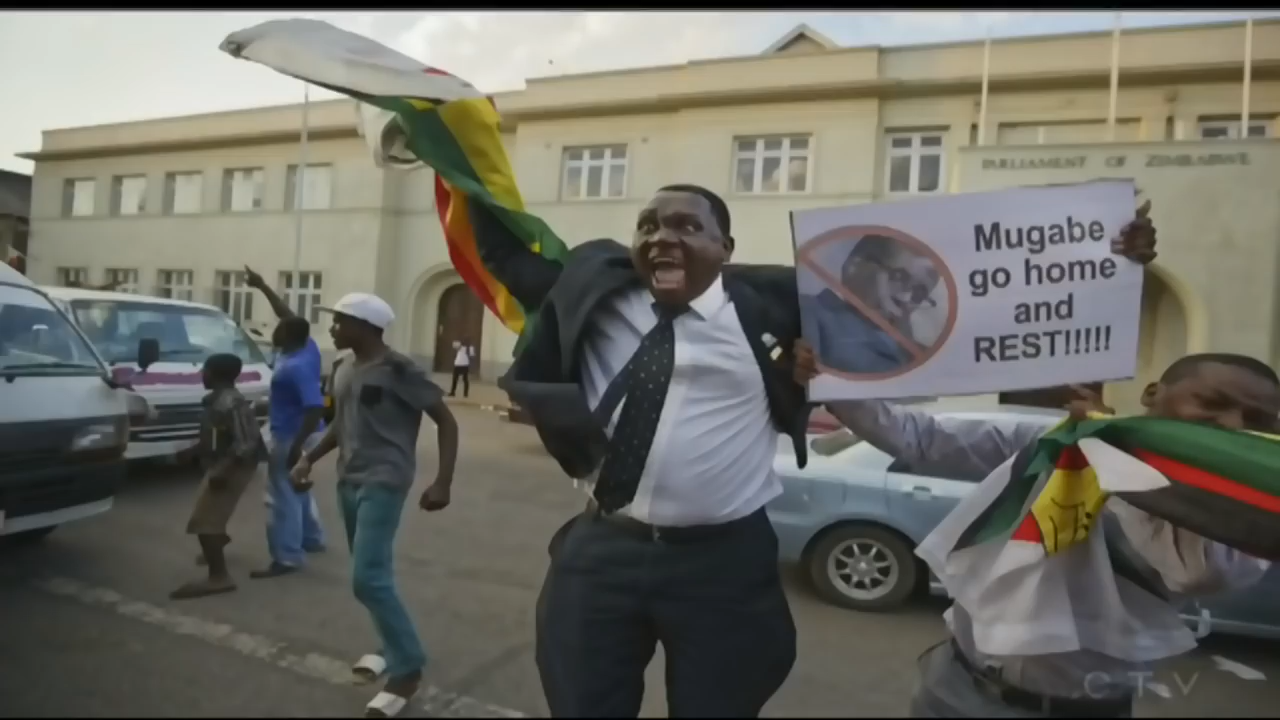 PARLIAMENT OF ZIMBABWE
Mugabe
go home
and
REST!!!!!
CTV